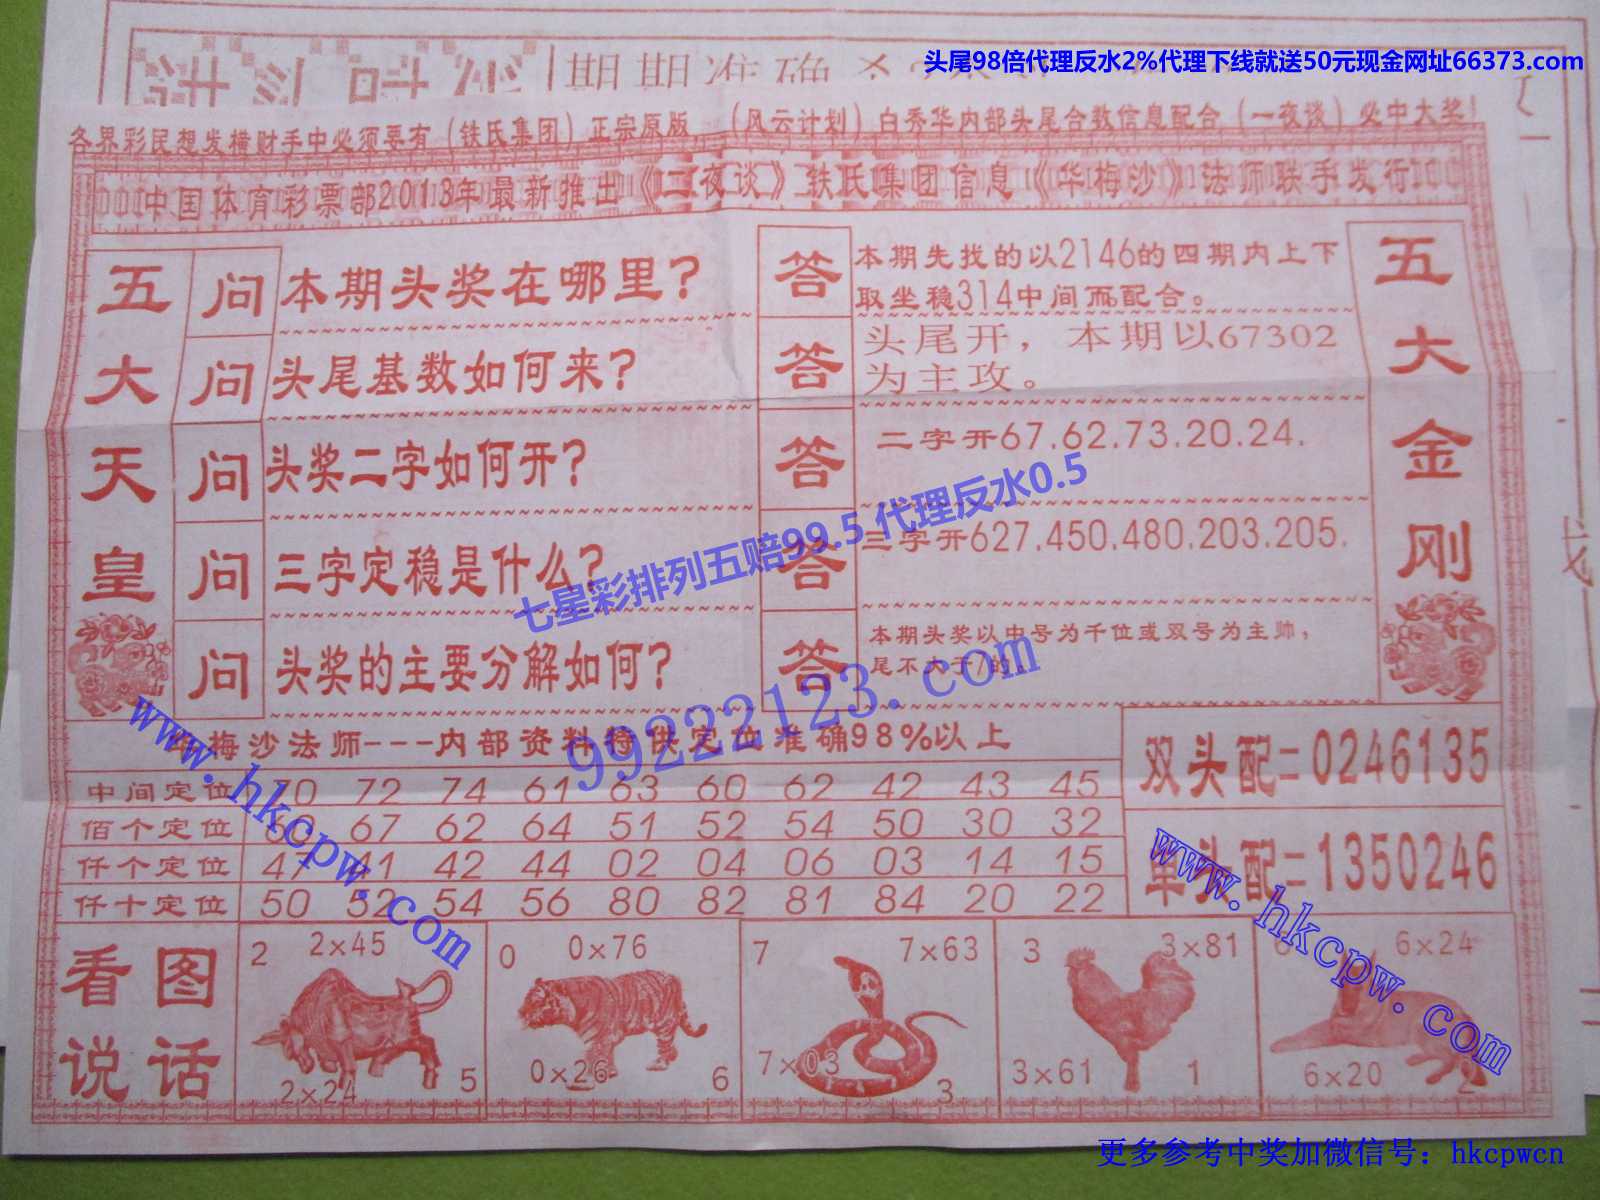 头尾98倍代理反水2%代理下线就送50元现金网址66373.com
期期准确
各界彩民想发横财手中必须要有（铁氏集团）正宗原版 （风云计划）白秀华内部头尾合数信息配合（一夜谈）必中大奖！
中国体育彩票部2013年最新推出《二夜谈》铁氏集团信息《华梅沙》法师联手发行
五大天皇
问 本期头奖在哪里？
答 本期先找的以2146的四期内上下
取坐稳314中间而配合。
问 头尾基数如何来？
答 头尾开，本期以67302
为主攻。
问 头奖二字如何开？
答 二字开67.62.73.20.24.
问 三字定稳是什么？
答 三字开627.450.480.203.205.
问 头奖的主要分解如何？
答 本期头奖以中号为千位或双号为主帅，
尾不大于7的。
五大金刚
七星彩排列五赔99.5 代理反水0.5
99222123.com
www.hkcpw.com
梅沙法师---内部资料特供定位准确98%以上
中间定位 70 72 74 61 63 60 62 42 43 45
佰个定位 67 62 64 51 52 54 50 30 32
仟个定位 47 41 42 44 02 04 06 03 14 15
仟十定位 50 52 54 56 80 82 81 84 20 22
双头配=0246135
单头配=1350246
www.hkcpw.com
看图说话
2 2×45
2×24 5
0 0×76
0×26 6
7 7×63
7×03 3
3 3×81
3×61 1
6 6×24
6×20 2
更多参考中奖加微信号：hkcpwcn